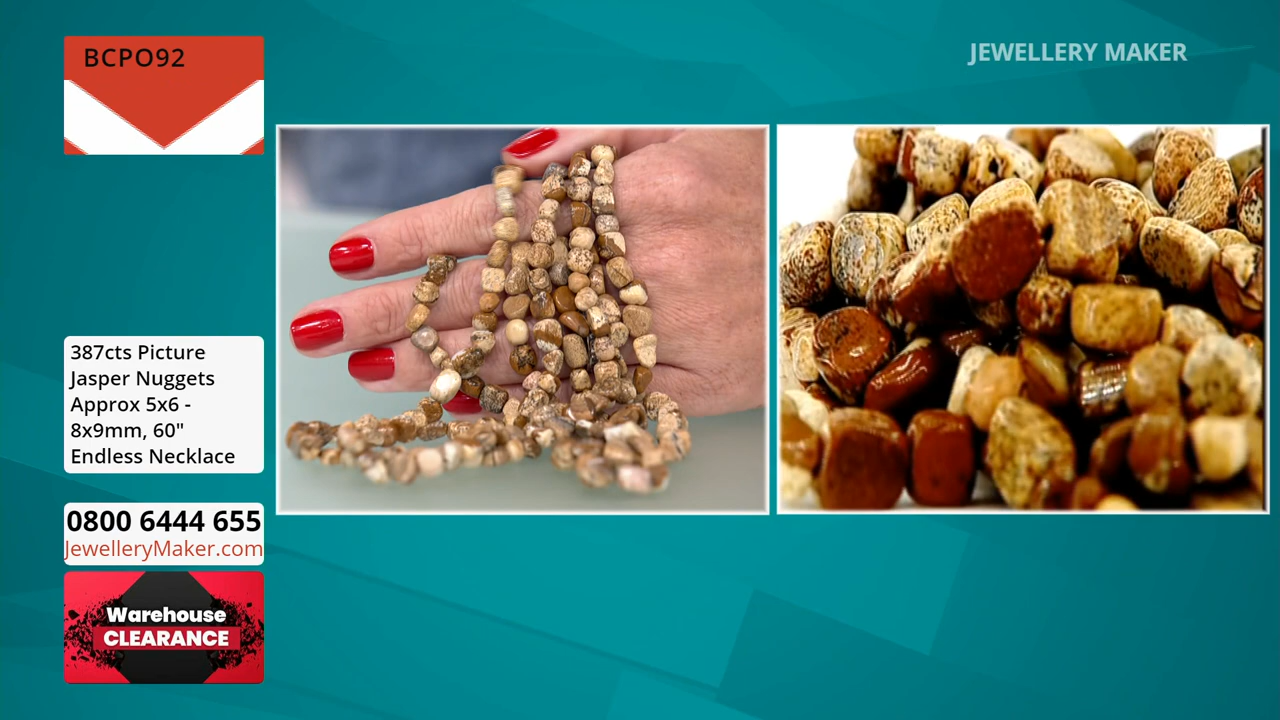 BCPO92
JEWELLERY MAKER
387cts Picture
Jasper Nuggets
Approx 5x6 -
8x9mm, 60"
Endless Necklace
0800 6444 655
JewelleryMaker.com
Warehouse
CLEARANCE